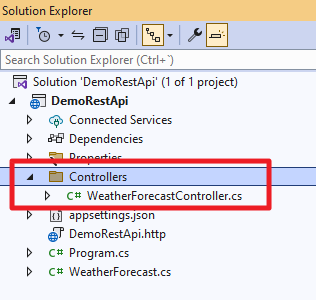 Solution Explorer
Search Solution Explorer (Ctrl+`)
Solution 'DemoRestApi' (1 of 1 project)
DemoRestApi
Connected Services
Dependencies
Properties
Controllers
C# WeatherForecastController.cs
appsettings.json
DemoRestApi.http
C# Program.cs
C# WeatherForecast.cs